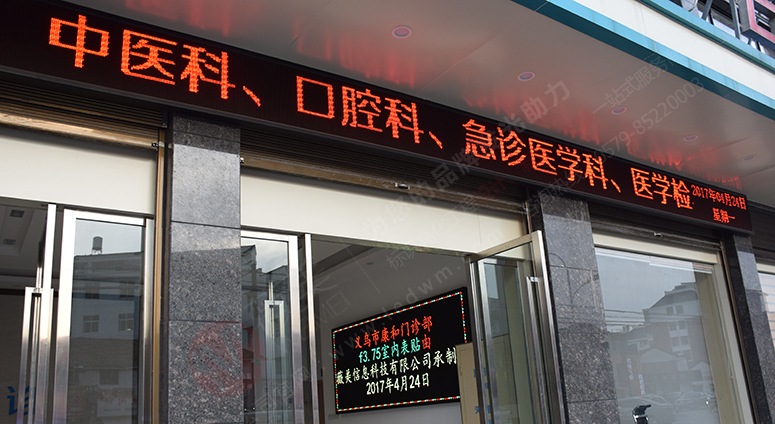 中医科、口腔科、急诊医学科、医学检
2017年04月24日
星期一
义乌市康和门诊部
f3.75室内表贴由
薇美信息科技有限公司承制
2017年4月24日
诊